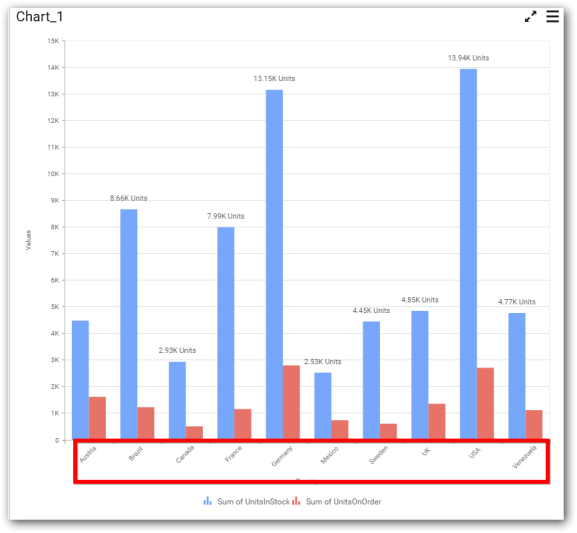 Chart_1
15K
14K
13K
12K
11K
10K
9K
8K
7K
6K
5K
4K
3K
2K
1K
0
Values
8.66K Units
2.93K Units
7.99K Units
13.15K Units
2.53K Units
4.45K Units
4.85K Units
13.94K Units
4.77K Units
Austria
Brazil
Canada
France
Germany
Mexico
Sweden
UK
USA
Venezuela
Sum of UnitsInStock Sum of UnitsOnOrder